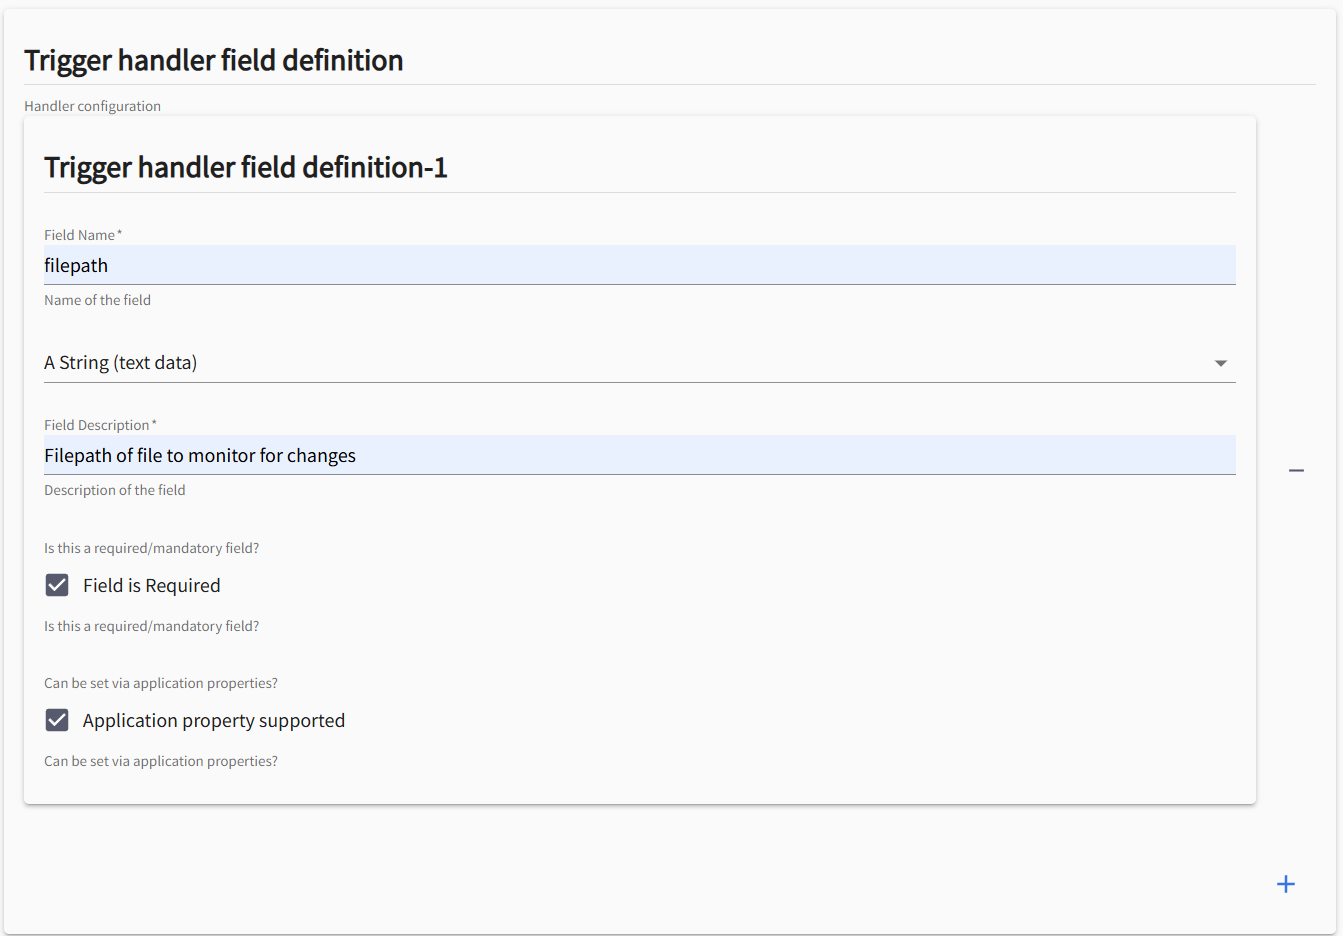 Trigger handler field definition
Handler configuration
Trigger handler field definition-1
Field Name *
filepath
Name of the field
A String (text data)
Field Description *
Filepath of file to monitor for changes
Description of the field
Is this a required/mandatory field?
Field is Required
Is this a required/mandatory field?
Can be set via application properties?
Application property supported
Can be set via application properties?